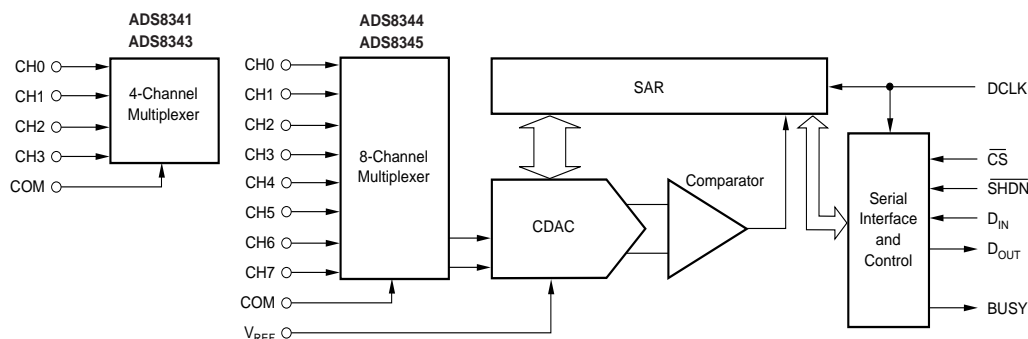 ADS8341
ADS8343
CH0
CH1
CH2
CH3
COM
4-Channel
Multiplexer
ADS8344
ADS8345
CH0
CH1
CH2
CH3
CH4
CH5
CH6
CH7
COM
VREF
8-Channel
Multiplexer
SAR
CDAC
Comparator
Serial
Interface
and
Control
DCLK
CS
SHDN
DIN
DOUT
BUSY